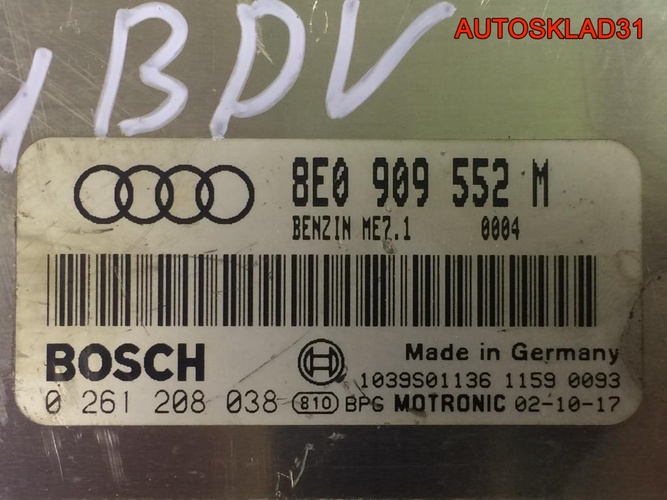 AUTOSKLAD31
BDV
8E0 909 552 M
BENZIN ME7.1 0004
BOSCH
Made in Germany
1039S01136 1159 0093
0 261 208 038 810 BPG MOTRONIC 02-10-17